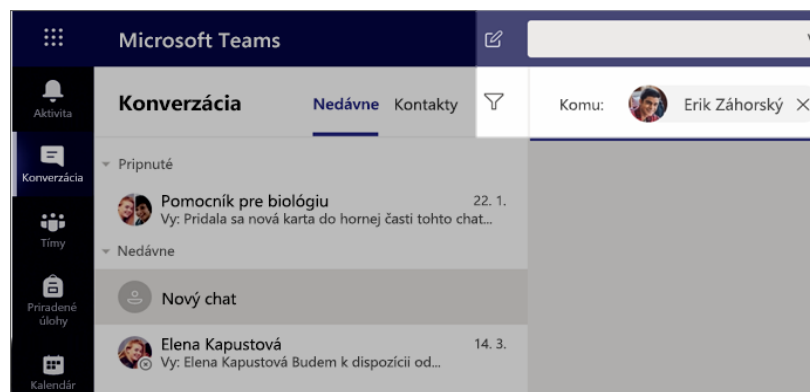 Microsoft Teams
Aktivita
Konverzácia
Tímy
Priradené
úlohy
Kalendár
Konverzácia
Nedávne Kontakty
Komu: Erik Záhorský
Pripnuté
Pomocník pre biológiu 22. 1.
Vy: Pridala sa nová karta do hornej časti tohto chat...
Nedávne
Nový chat
Elena Kapustová 14. 3.
Vy: Elena Kapustová Budem k dispozícii od...